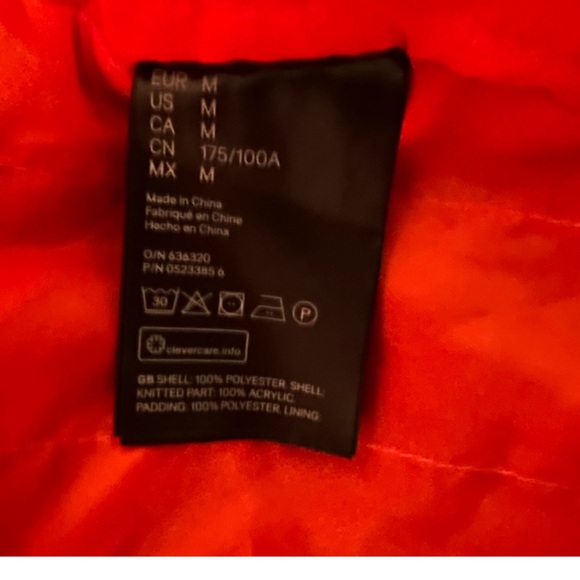 EUR M
US M
CA M
CN 175/100A
MX M
Made in China
Fabriqué en Chine
Hecho en China
O/N 636320
P/N 0523385 6
30
P
clevercare.info
GB SHELL: 100% POLYESTER. SHELL:
KNITTED PART: 100% ACRYLIC.
PADDING: 100% POLYESTER. LINING: